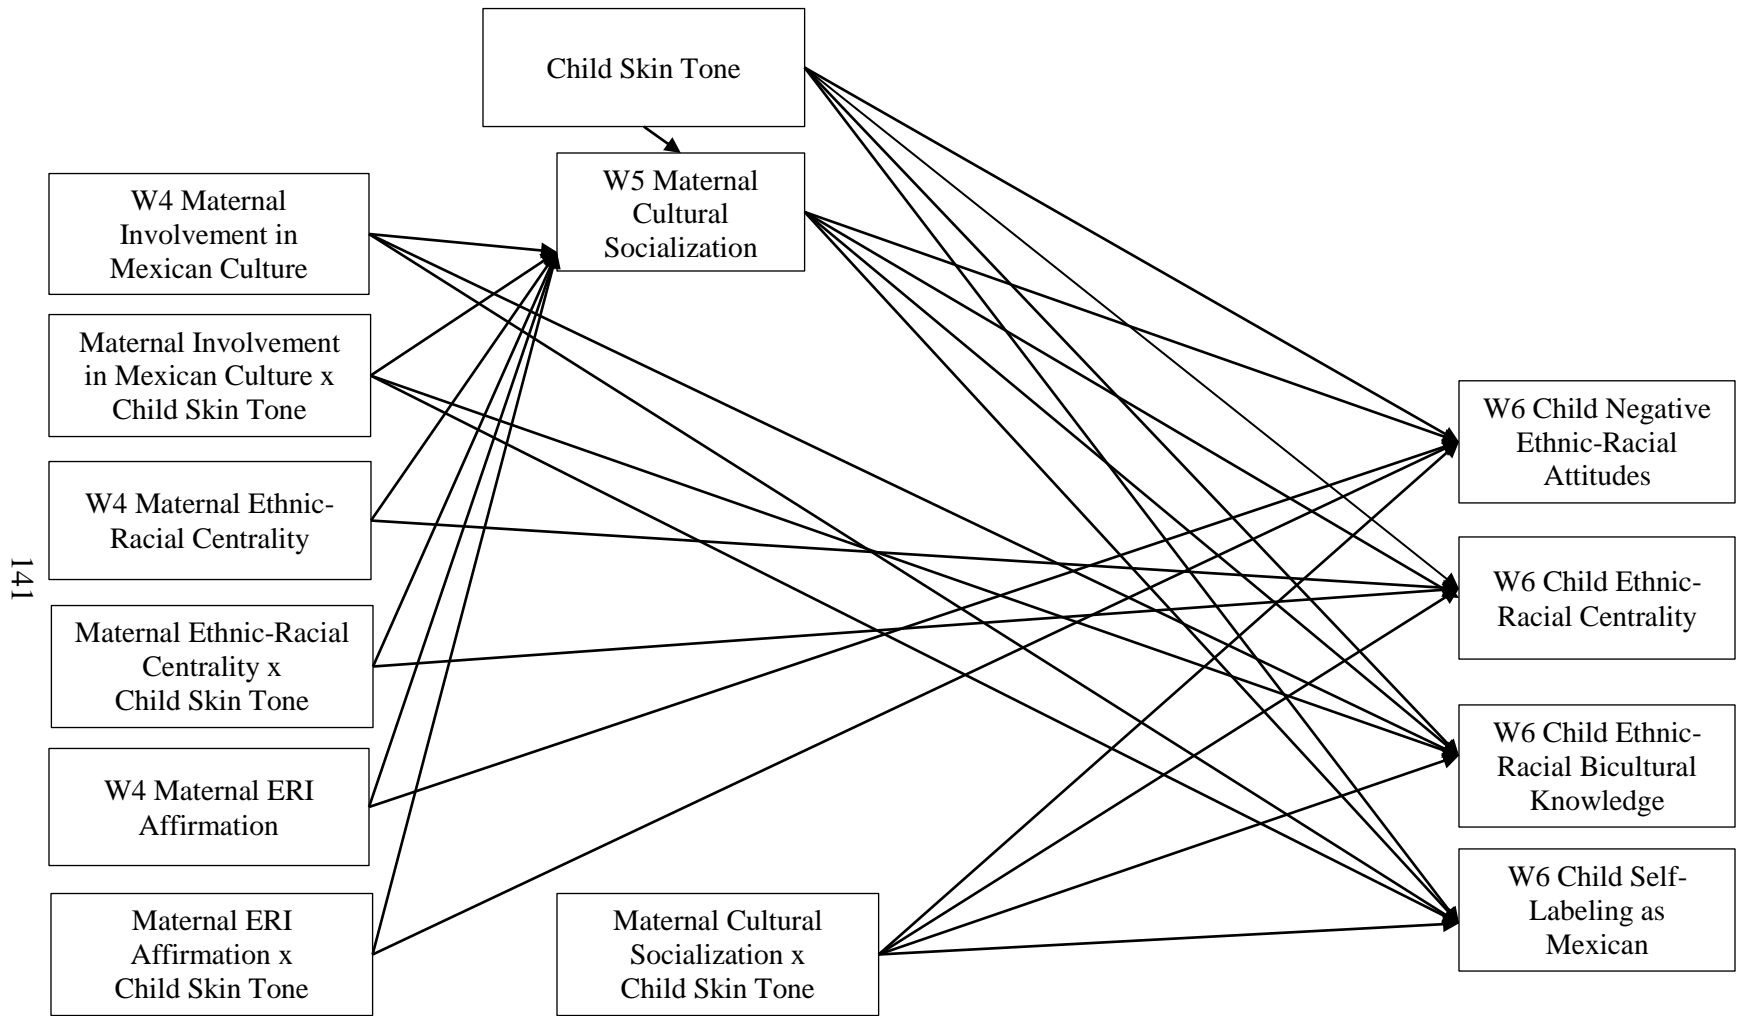 Child Skin Tone
W5 Maternal
Cultural
Socialization
W4 Maternal
Involvement in
Mexican Culture
Maternal Involvement
in Mexican Culture x
Child Skin Tone
W4 Maternal Ethnic-
Racial Centrality
Maternal Ethnic-Racial
Centrality x
Child Skin Tone
W4 Maternal ERI
Affirmation
Maternal ERI
Affirmation x
Child Skin Tone
Maternal Cultural
Socialization x
Child Skin Tone
W6 Child Negative
Ethnic-Racial
Attitudes
W6 Child Ethnic-
Racial Centrality
W6 Child Ethnic-
Racial Bicultural
Knowledge
W6 Child Self-
Labeling as
Mexican
141